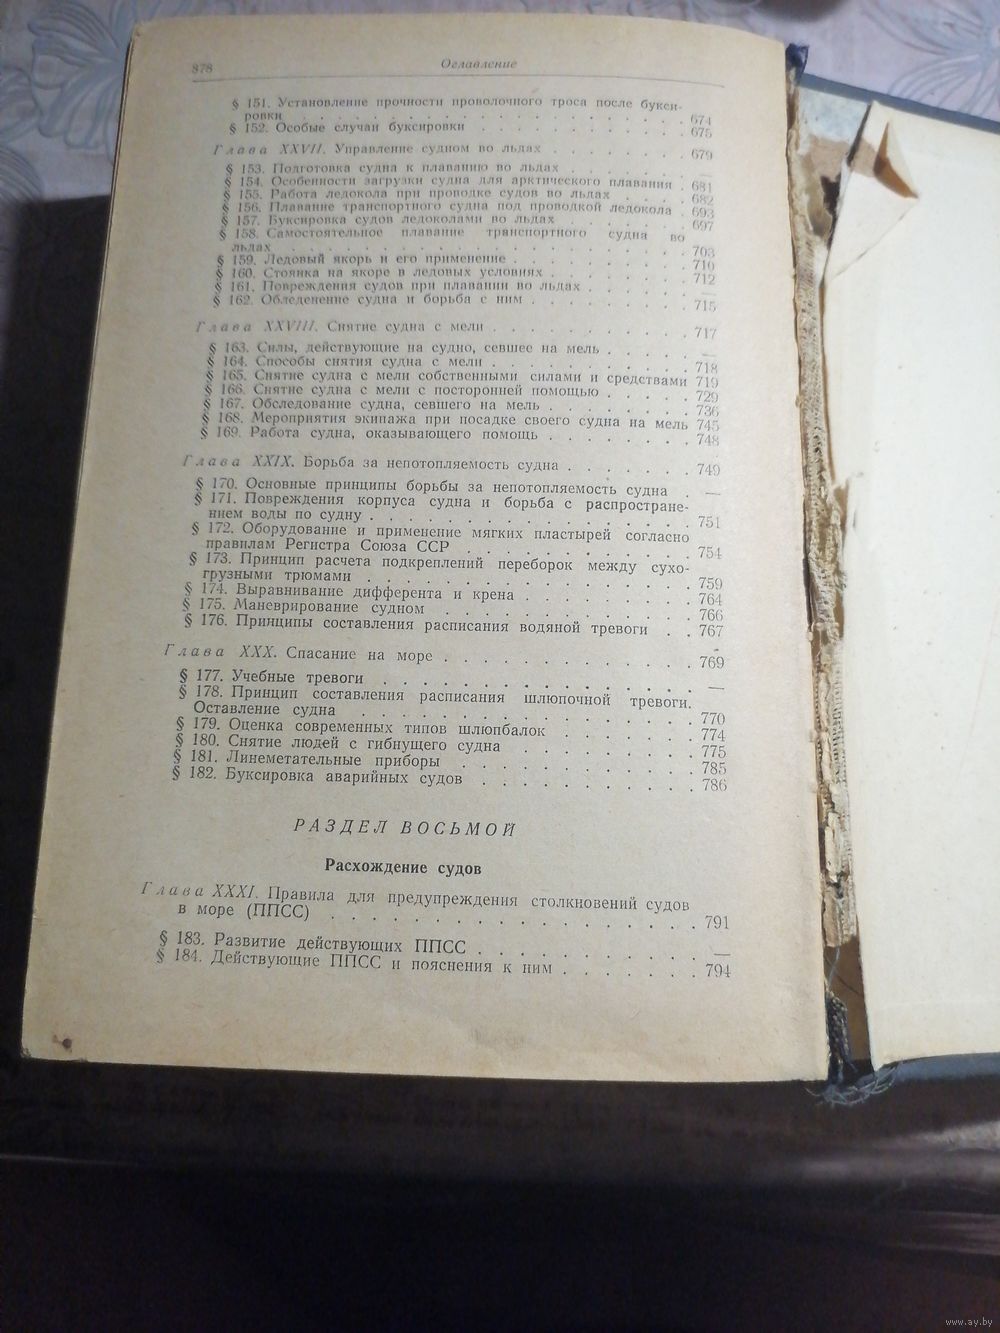 878 Оглавление
§ 151. Установление прочности проволочного троса после букси-
ровки . . . . . . . . . . . . . . . . . . 674
§ 152. Особые случаи буксировки . . . . . . . . . . 675
Глава XXVII. Управление судном во льдах . . . . . . . 679
§ 153. Подготовка судна к плаванию во льдах . . . . . . —
§ 154. Особенности загрузки судна для арктического плавания . 681
§ 155. Работа ледокола при проводке судов во льдах . . . . 682
§ 156. Плавание транспортного судна под проводкой ледокола . 693
§ 157. Буксировка судов ледоколами во льдах . . . . . . 697
§ 158. Самостоятельное плавание транспортного судна во
льдах . . . . . . . . . . . . . . . . . . 703
§ 159. Ледовый якорь и его применение . . . . . . . . 710
§ 160. Стоянка на якоре в ледовых условиях . . . . . . . 712
§ 161. Повреждения судов при плавании во льдах . . . . . —
§ 162. Обледенение судна и борьба с ним . . . . . . . . 715
Глава XXVIII. Снятие судна с мели . . . . . . . . . . 717
§ 163. Силы, действующие на судно, севшее на мель . . . . . —
§ 164. Способы снятия судна с мели . . . . . . . . . . 718
§ 165. Снятие судна с мели собственными силами и средствами 719
§ 166. Снятие судна с мели с посторонней помощью . . . . . 729
§ 167. Обследование судна, севшего на мель . . . . . . . 736
§ 168. Мероприятия экипажа при посадке своего судна на мель 745
§ 169. Работа судна, оказывающего помощь . . . . . . . 748
Глава XXIX. Борьба за непотопляемость судна . . . . . . 749
§ 170. Основные принципы борьбы за непотопляемость судна . —
§ 171. Повреждения корпуса судна и борьба с распростране-
нием воды по судну . . . . . . . . . . . . . . 751
§ 172. Оборудование и применение мягких пластырей согласно
правилам Регистра Союза ССР . . . . . . . . . . . 754
§ 173. Принцип расчета подкреплений переборок между сухо-
грузными трюмами . . . . . . . . . . . . . . 759
§ 174. Выравнивание дифферента и крена . . . . . . . . 764
§ 175. Маневрирование судном . . . . . . . . . . . . 766
§ 176. Принципы составления расписания водяной тревоги . . 767
Глава XXX. Спасание на море . . . . . . . . . . . . 769
§ 177. Учебные тревоги . . . . . . . . . . . . . . —
§ 178. Принцип составления расписания шлюпочной тревоги.
Оставление судна . . . . . . . . . . . . . . . 770
§ 179. Оценка современных типов шлюпбалок . . . . . . . 774
§ 180. Снятие людей с гибнущего судна . . . . . . . . 775
§ 181. Линеметательные приборы . . . . . . . . . . . 785
§ 182. Буксировка аварийных судов . . . . . . . . . . 786
РАЗДЕЛ ВОСЬМОЙ
Расхождение судов
Глава XXXI. Правила для предупреждения столкновений судов
в море (ППСС) . . . . . . . . . . . . . . . . 791
§ 183. Развитие действующих ППСС . . . . . . . . . . —
§ 184. Действующие ППСС и пояснения к ним . . . . . . . 794
www.ay.by